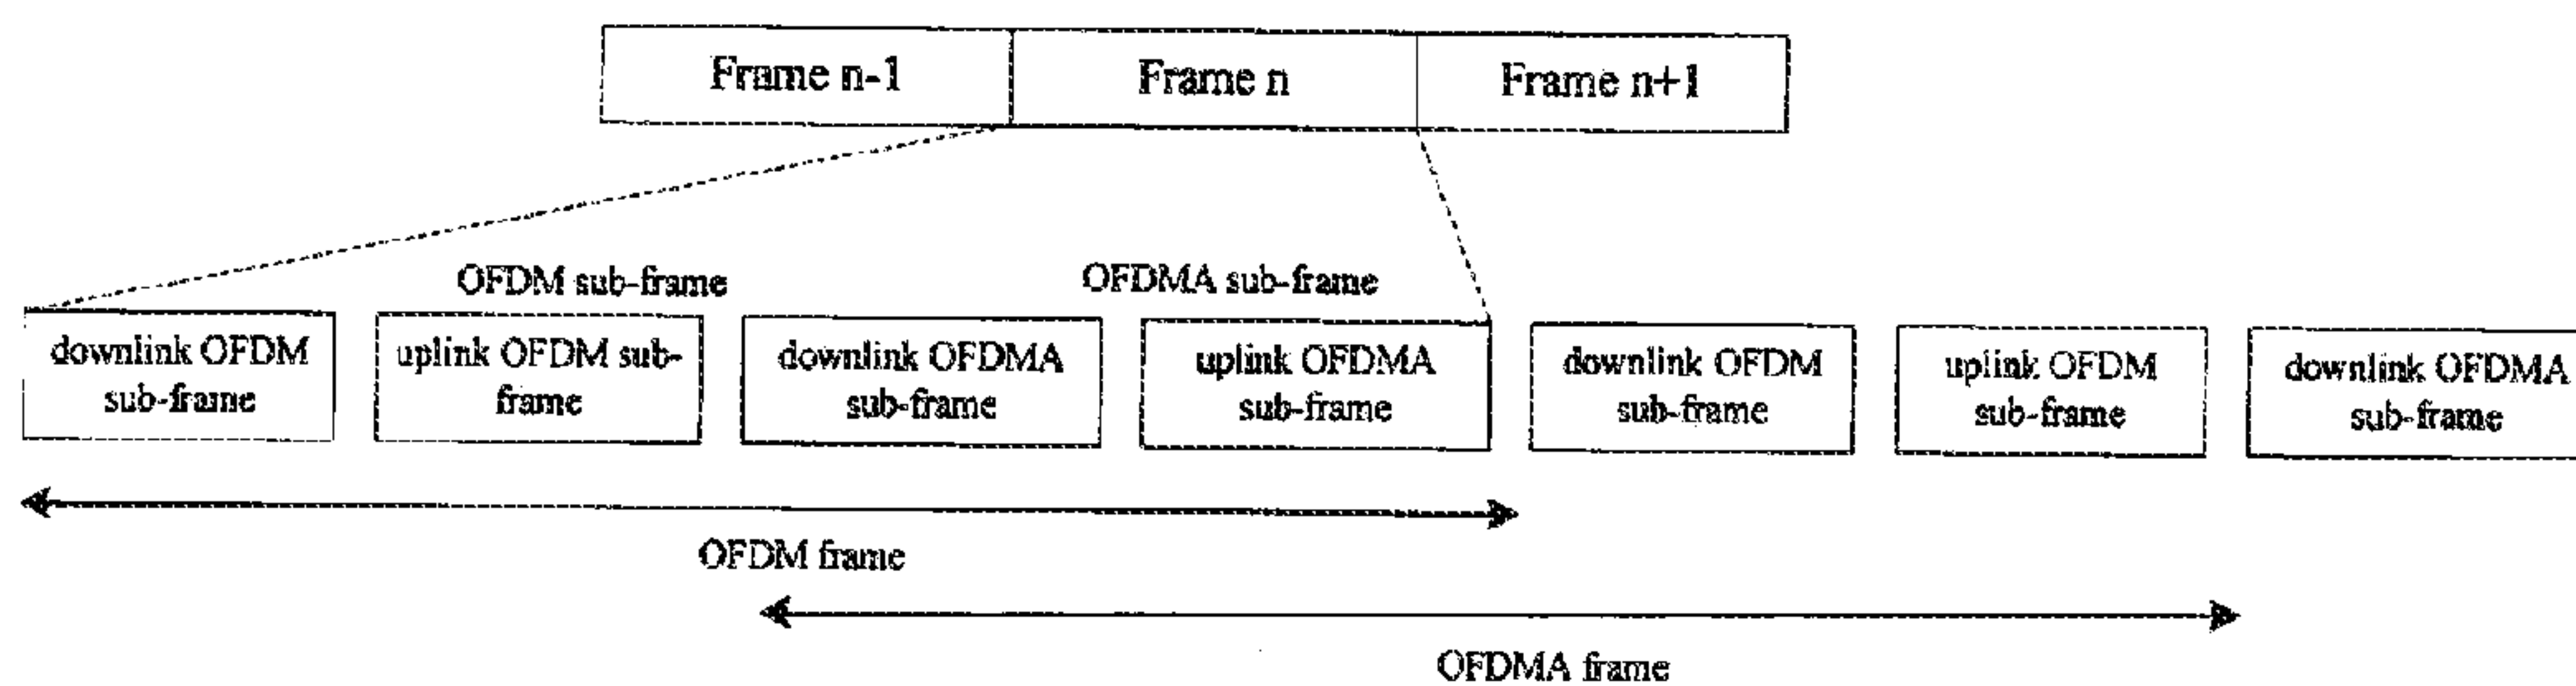 Frame n-1
Frame n
Frame n+1
OFDM sub-frame
OFDMA sub-frame
downlink OFDM
sub-frame
uplink OFDM sub-
frame
downlink OFDMA
sub-frame
uplink OFDMA
sub-frame
downlink OFDM
sub-frame
uplink OFDM
sub-frame
downlink OFDMA
sub-frame
OFDM frame
OFDMA frame